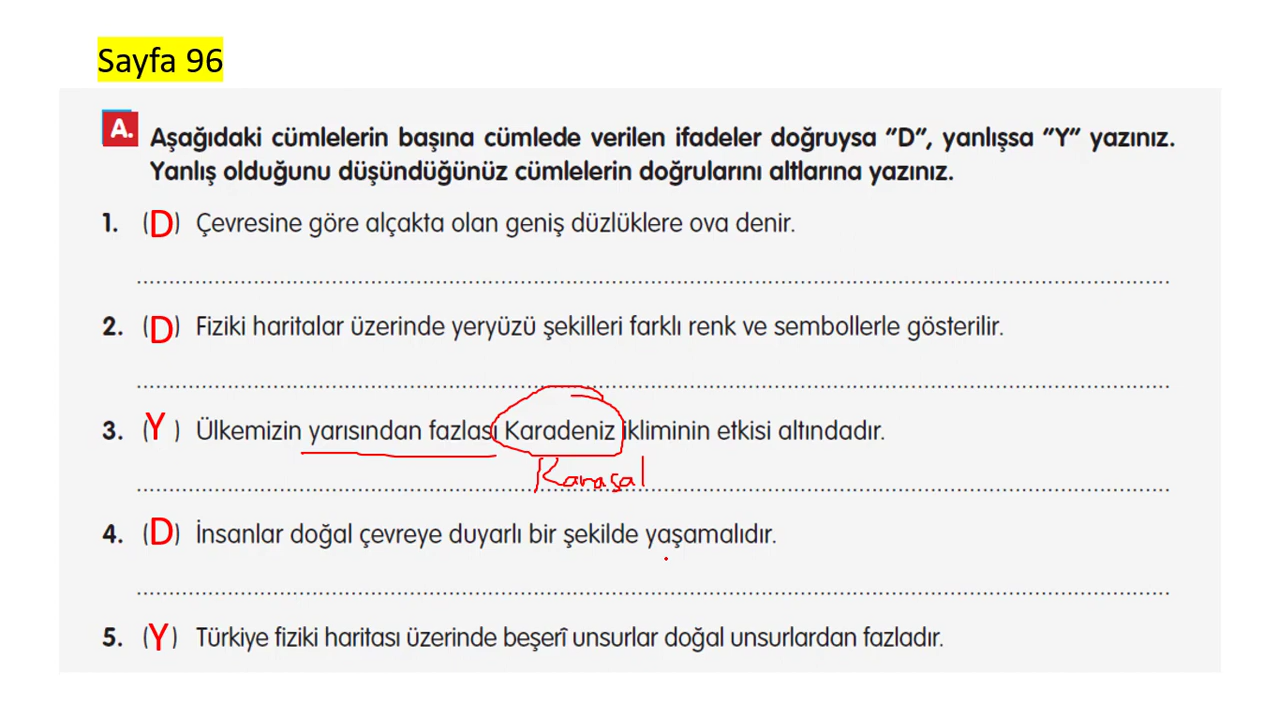 Sayfa 96
A. Aşağıdaki cümlelerin başına cümlede verilen ifadeler doğruysa "D", yanlışsa "Y" yazınız.
Yanlış olduğunu düşündüğünüz cümlelerin doğrularını altlarına yazınız.
1. (D) Çevresine göre alçakta olan geniş düzlüklere ova denir.
2. (D) Fiziki haritalar üzerinde yeryüzü şekilleri farklı renk ve sembollerle gösterilir.
3. (Y) Ülkemizin yarısından fazlası Karadeniz ikliminin etkisi altındadır.
Karasal
4. (D) İnsanlar doğal çevreye duyarlı bir şekilde yaşamalıdır.
5. (Y) Türkiye fiziki haritası üzerinde beşerî unsurlar doğal unsurlardan fazladır.